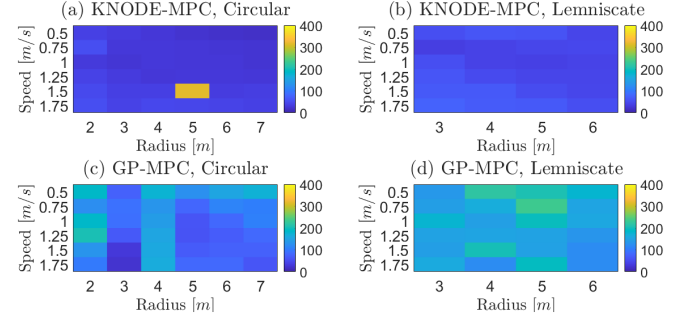 (a) KNODE-MPC, Circular
(b) KNODE-MPC, Lemniscate
Speed [m/s]
0.5
0.75
1
1.25
1.5
1.75
2 3 4 5 6 7
Radius [m]
400
300
200
100
0
Speed [m/s]
0.5
0.75
1
1.25
1.5
1.75
3 4 5 6
Radius [m]
400
300
200
100
0
(c) GP-MPC, Circular
(d) GP-MPC, Lemniscate
Speed [m/s]
0.5
0.75
1
1.25
1.5
1.75
2 3 4 5 6 7
Radius [m]
400
300
200
100
0
Speed [m/s]
0.5
0.75
1
1.25
1.5
1.75
3 4 5 6
Radius [m]
400
300
200
100
0